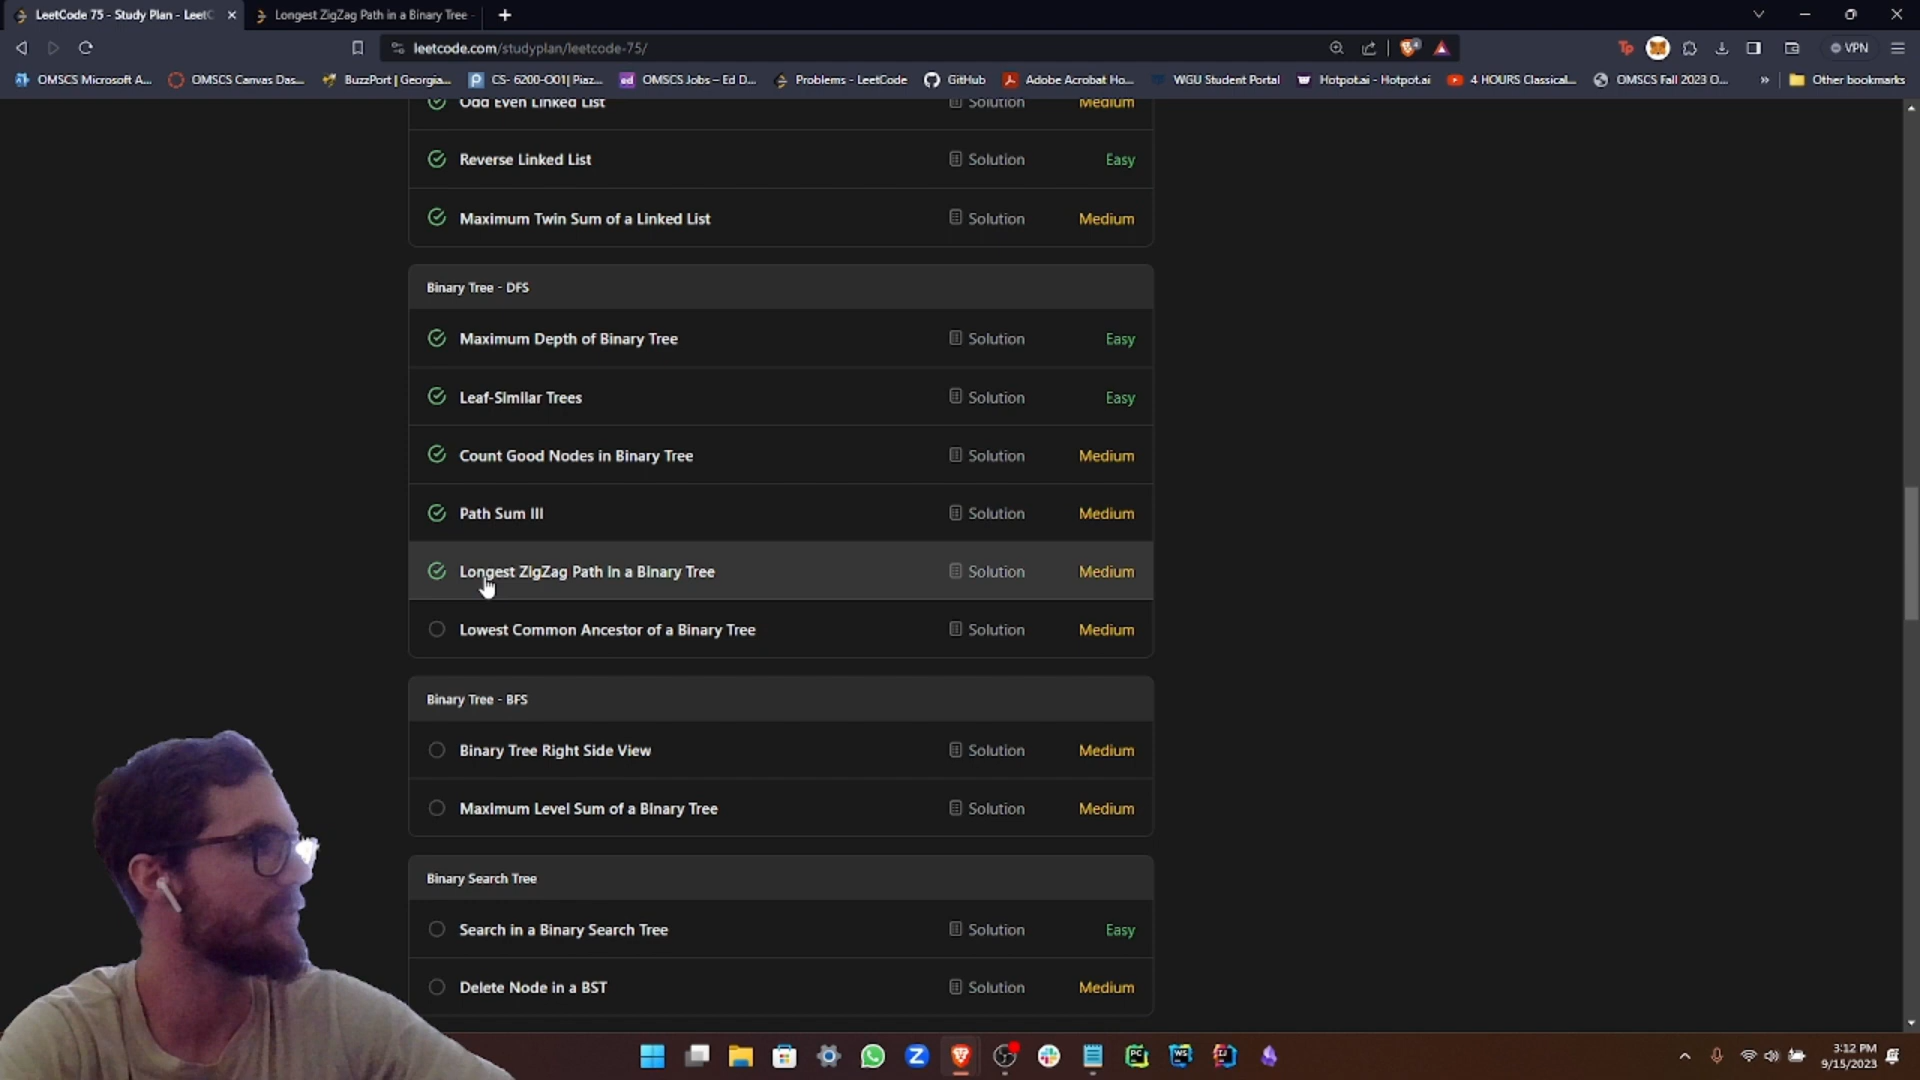 LeetCode 75 - Study Plan - LeetC
Longest ZigZag Path in a Binary Tree -
leetcode.com/studyplan/leetcode-75/
VPN
OMSCS Microsoft A...
OMSCS Canvas Das...
BuzzPort | Georgia...
CS- 6200-O01| Piaz...
OMSCS Jobs – Ed D...
Problems - LeetCode
GitHub
Adobe Acrobat Ho...
WGU Student Portal
Hotpot.ai - Hotpot.ai
4 HOURS Classical...
OMSCS Fall 2023 O...
»
Other bookmarks
Odd Even Linked List Solution Medium
Reverse Linked List Solution Easy
Maximum Twin Sum of a Linked List Solution Medium
Binary Tree - DFS
Maximum Depth of Binary Tree Solution Easy
Leaf-Similar Trees Solution Easy
Count Good Nodes in Binary Tree Solution Medium
Path Sum III Solution Medium
Longest ZigZag Path in a Binary Tree Solution Medium
Lowest Common Ancestor of a Binary Tree Solution Medium
Binary Tree - BFS
Binary Tree Right Side View Solution Medium
Maximum Level Sum of a Binary Tree Solution Medium
Binary Search Tree
Search in a Binary Search Tree Solution Easy
Delete Node in a BST Solution Medium
3:12 PM
9/15/2023